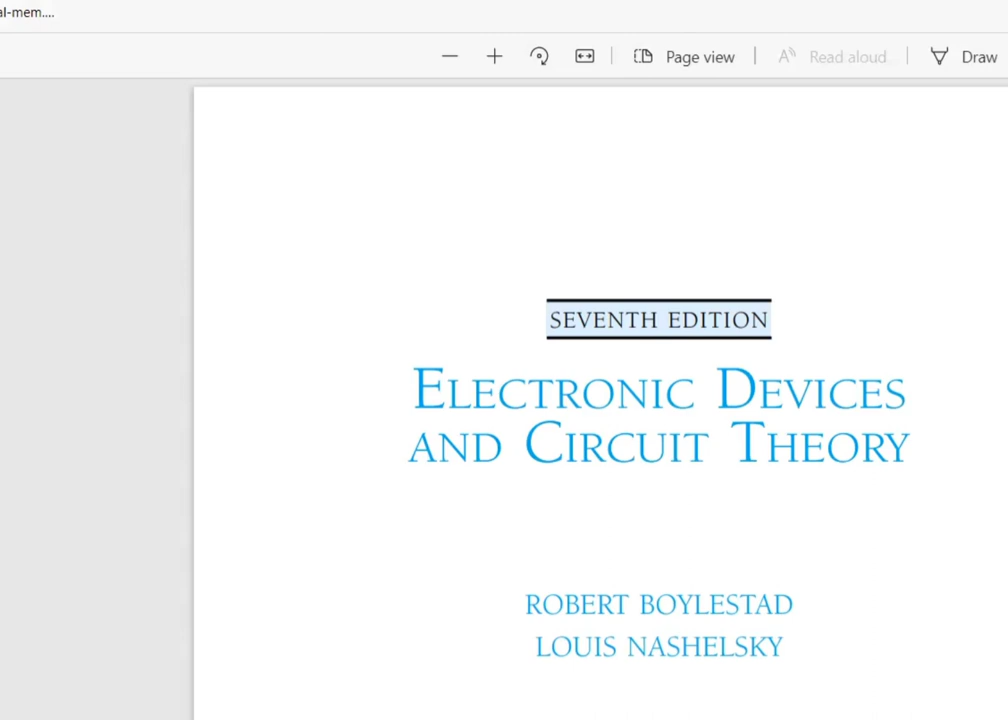 al-mem....
Page view Read aloud Draw
SEVENTH EDITION
ELECTRONIC DEVICES
AND CIRCUIT THEORY
ROBERT BOYLESTAD
LOUIS NASHELSKY